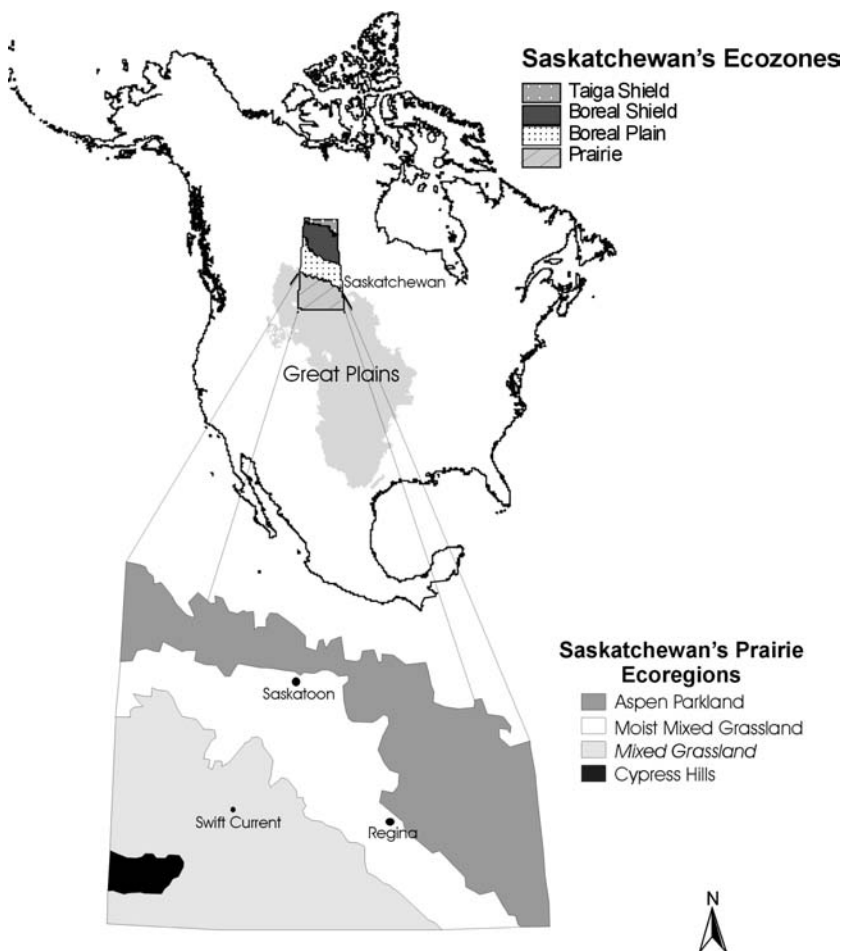 Saskatchewan's Ecozones
Taiga Shield
Boreal Shield
Boreal Plain
Prairie
Saskatchewan
Great Plains
Saskatchewan's Prairie
Ecoregions
Aspen Parkland
Moist Mixed Grassland
Mixed Grassland
Cypress Hills
Saskatoon
Swift Current
Regina
N